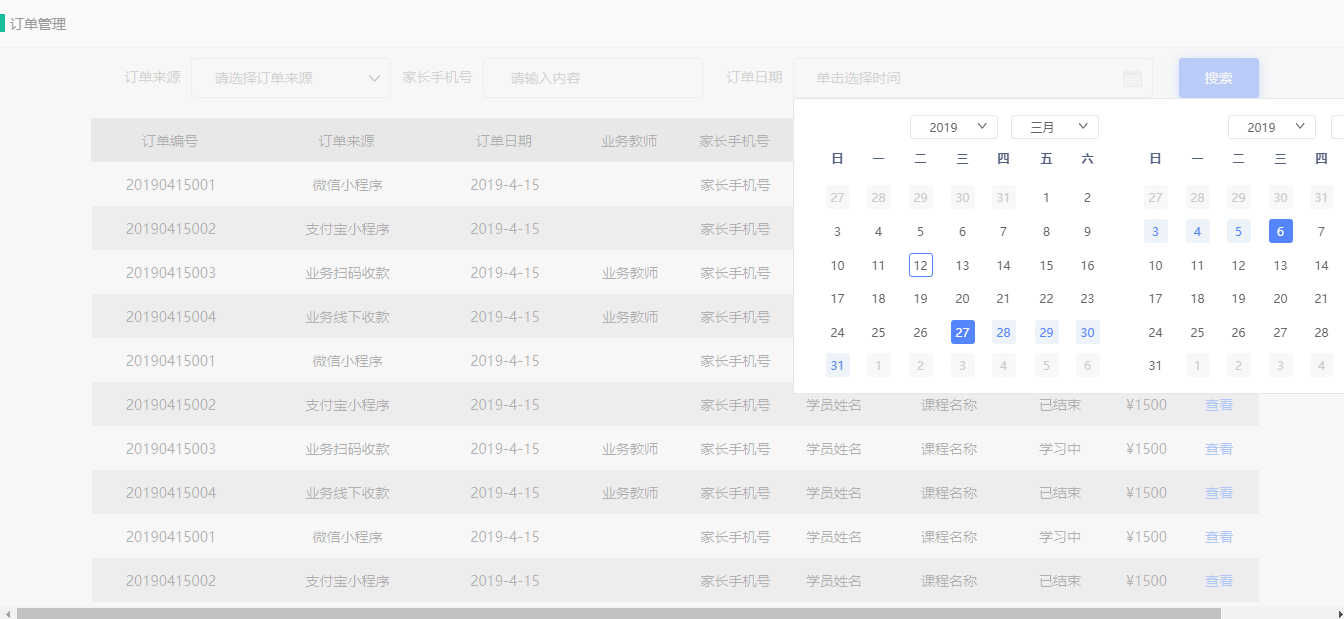 订单管理
订单来源 请选择订单来源 家长手机号 请输入内容 订单日期 单击选择时间 搜索
订单编号 订单来源 订单日期 业务教师 家长手机号
20190415001 微信小程序 2019-4-15 家长手机号
20190415002 支付宝小程序 2019-4-15 家长手机号
20190415003 业务扫码收款 2019-4-15 业务教师 家长手机号
20190415004 业务线下收款 2019-4-15 业务教师 家长手机号
20190415001 微信小程序 2019-4-15 家长手机号
2019 三月
日 一 二 三 四 五 六
27 28 29 30 31 1 2
3 4 5 6 7 8 9
10 11 12 13 14 15 16
17 18 19 20 21 22 23
24 25 26 27 28 29 30
31 1 2 3 4 5 6
2019
日 一 二 三 四
27 28 29 30 31
3 4 5 6 7
10 11 12 13 14
17 18 19 20 21
24 25 26 27 28
31 1 2 3 4
20190415002 支付宝小程序 2019-4-15 家长手机号 学员姓名 课程名称 已结束 ¥1500 查看
20190415003 业务扫码收款 2019-4-15 业务教师 家长手机号 学员姓名 课程名称 学习中 ¥1500 查看
20190415004 业务线下收款 2019-4-15 业务教师 家长手机号 学员姓名 课程名称 已结束 ¥1500 查看
20190415001 微信小程序 2019-4-15 家长手机号 学员姓名 课程名称 学习中 ¥1500 查看
20190415002 支付宝小程序 2019-4-15 家长手机号 学员姓名 课程名称 已结束 ¥1500 查看